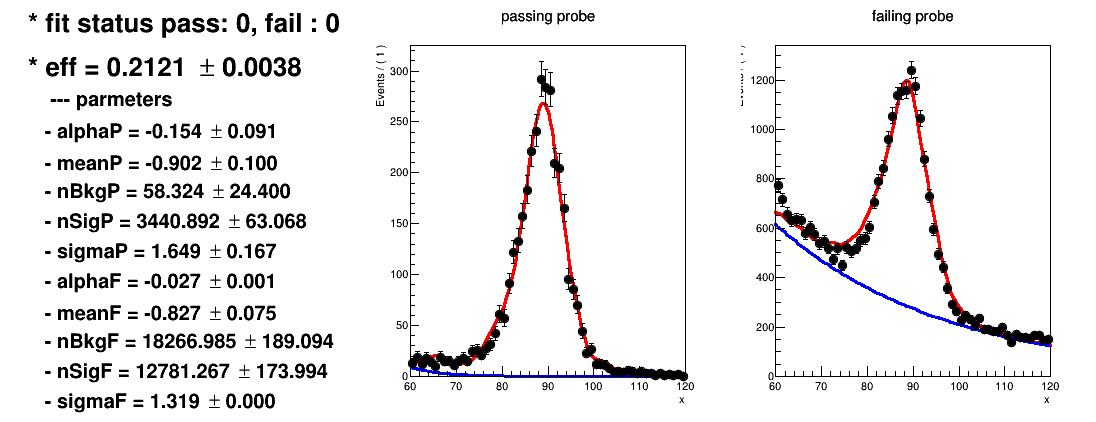 * fit status pass: 0, fail : 0
* eff = 0.2121 ± 0.0038
--- parmeters
- alphaP = -0.154 ± 0.091
- meanP = -0.902 ± 0.100
- nBkgP = 58.324 ± 24.400
- nSigP = 3440.892 ± 63.068
- sigmaP = 1.649 ± 0.167
- alphaF = -0.027 ± 0.001
- meanF = -0.827 ± 0.075
- nBkgF = 18266.985 ± 189.094
- nSigF = 12781.267 ± 173.994
- sigmaF = 1.319 ± 0.000
passing probe
Events / ( 1 )
300
250
200
150
100
50
0
60 70 80 90 100 110 120
x
failing probe
1200
1000
800
600
400
200
0
60 70 80 90 100 110 120
x